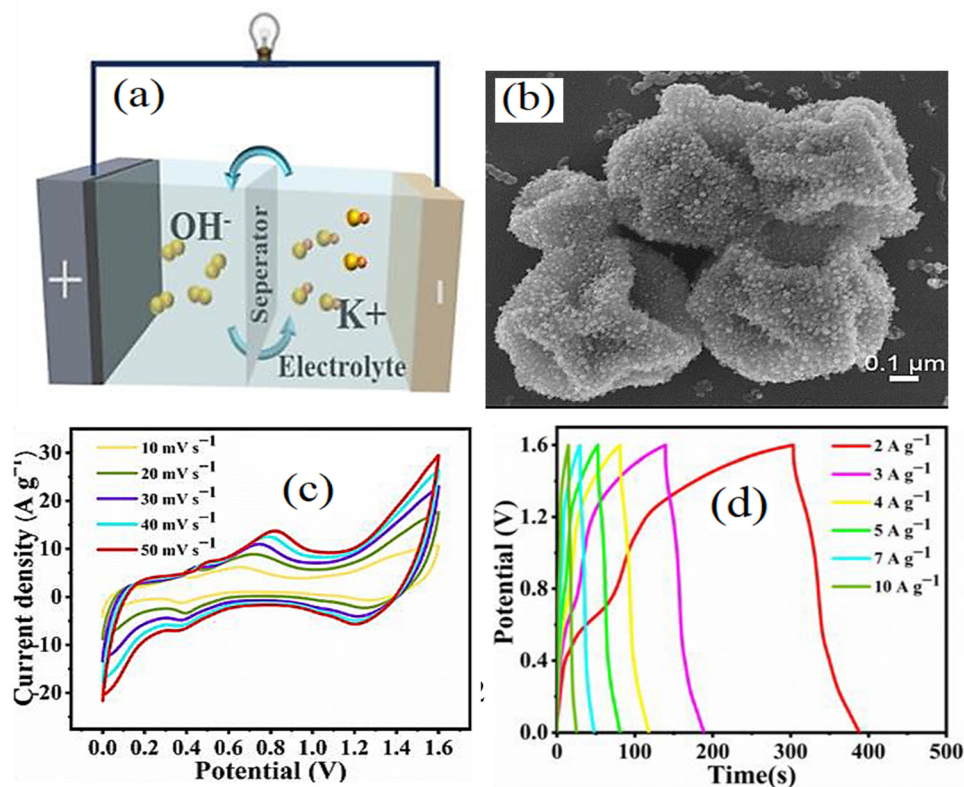 (a)
OH-
Seperator
K+
Electrolyte
+
-
(b)
0.1 μm
(c)
10 mV s⁻¹
20 mV s⁻¹
30 mV s⁻¹
40 mV s⁻¹
50 mV s⁻¹
Current density (A g⁻¹)
30
20
10
0
-10
-20
0.0 0.2 0.4 0.6 0.8 1.0 1.2 1.4 1.6
Potential (V)
(d)
2 A g⁻¹
3 A g⁻¹
4 A g⁻¹
5 A g⁻¹
7 A g⁻¹
10 A g⁻¹
Potential (V)
1.6
1.2
0.8
0.4
0.0
0 100 200 300 400 500
Time(s)